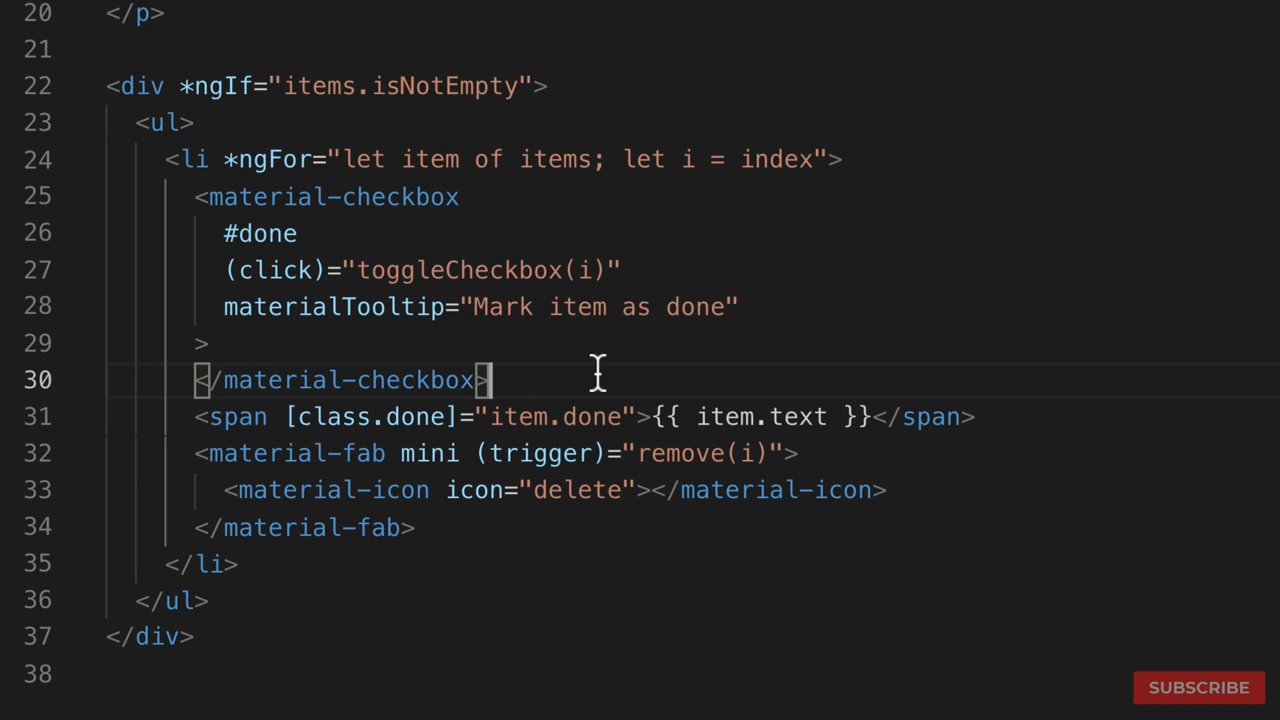 20 </p>
21
22 <div *ngIf="items.isNotEmpty">
23 <ul>
24 <li *ngFor="let item of items; let i = index">
25 <material-checkbox
26 #done
27 (click)="toggleCheckbox(i)"
28 materialTooltip="Mark item as done"
29 >
30 </material-checkbox>
31 <span [class.done]="item.done">{{ item.text }}</span>
32 <material-fab mini (trigger)="remove(i)">
33 <material-icon icon="delete"></material-icon>
34 </material-fab>
35 </li>
36 </ul>
37 </div>
38
SUBSCRIBE